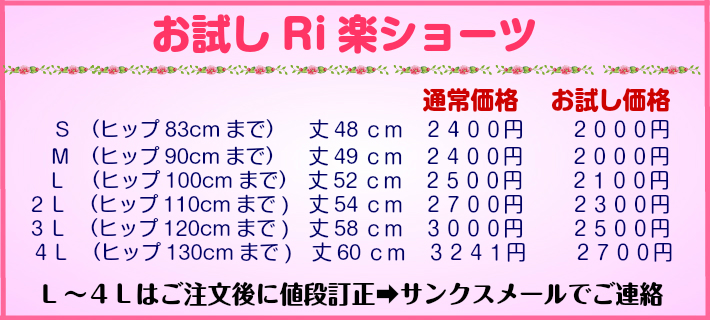 お試し Ri 楽ショーツ
通常価格 お試し価格
S （ヒップ 83cm まで） 丈 48 ｃｍ ２４００円 ２０００円
M （ヒップ 90cm まで） 丈 49 ｃｍ ２４００円 ２０００円
L （ヒップ 100cm まで） 丈 52 ｃｍ ２５００円 ２１００円
２Ｌ （ヒップ 110cm まで ) 丈 54 ｃｍ ２７００円 ２３００円
３Ｌ （ヒップ 120cm まで ) 丈 58 ｃｍ ３０００円 ２５００円
４Ｌ （ヒップ 130cm まで ) 丈 60 ｃｍ ３２４１円 ２７００円
Ｌ～４Ｌはご注文後に値段訂正➡サンクスメールでご連絡